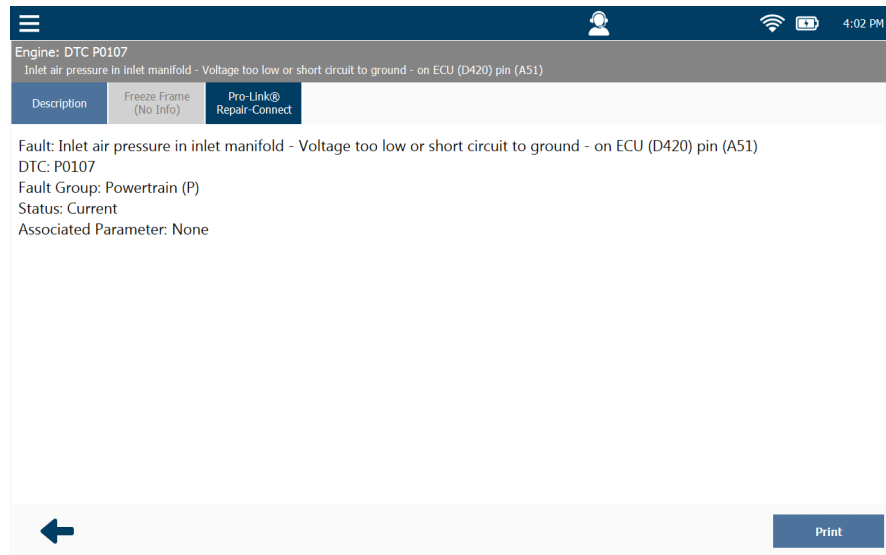 4:02 PM
Engine: DTC P0107
Inlet air pressure in inlet manifold - Voltage too low or short circuit to ground - on ECU (D420) pin (A51)
Description
Freeze Frame
(No Info)
Pro-Link®
Repair-Connect
Fault: Inlet air pressure in inlet manifold - Voltage too low or short circuit to ground - on ECU (D420) pin (A51)
DTC: P0107
Fault Group: Powertrain (P)
Status: Current
Associated Parameter: None
Print